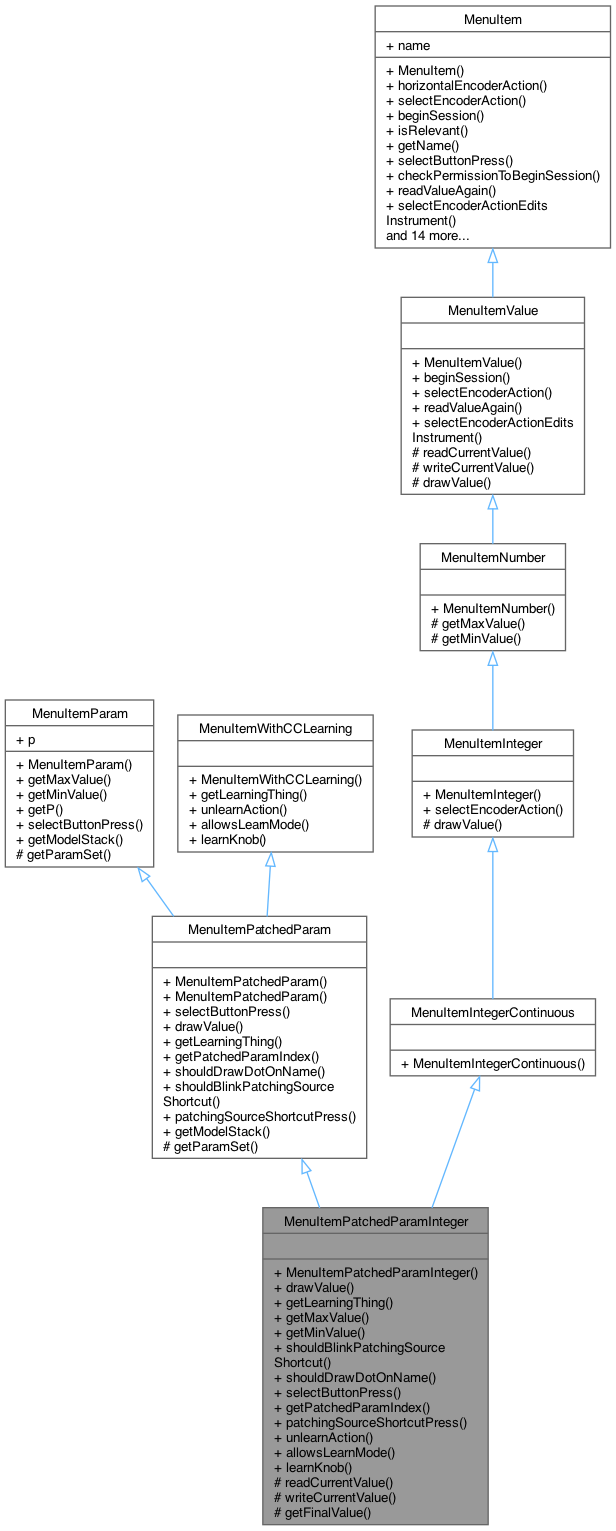 MenuItem
+ name
+ MenuItem()
+ horizontalEncoderAction()
+ selectEncoderAction()
+ beginSession()
+ isRelevant()
+ getName()
+ selectButtonPress()
+ checkPermissionToBeginSession()
+ readValueAgain()
+ selectEncoderActionEdits
Instrument()
and 14 more...
MenuItemValue
+ MenuItemValue()
+ beginSession()
+ selectEncoderAction()
+ readValueAgain()
+ selectEncoderActionEdits
Instrument()
# readCurrentValue()
# writeCurrentValue()
# drawValue()
MenuItemNumber
+ MenuItemNumber()
# getMaxValue()
# getMinValue()
MenuItemParam
+ p
+ MenuItemParam()
+ getMaxValue()
+ getMinValue()
+ getP()
+ selectButtonPress()
+ getModelStack()
# getParamSet()
MenuItemWithCCLearning
+ MenuItemWithCCLearning()
+ getLearningThing()
+ unlearnAction()
+ allowsLearnMode()
+ learnKnob()
MenuItemInteger
+ MenuItemInteger()
+ selectEncoderAction()
# drawValue()
MenuItemPatchedParam
+ MenuItemPatchedParam()
+ MenuItemPatchedParam()
+ selectButtonPress()
+ drawValue()
+ getLearningThing()
+ getPatchedParamIndex()
+ shouldDrawDotOnName()
+ shouldBlinkPatchingSource
Shortcut()
+ patchingSourceShortcutPress()
+ getModelStack()
# getParamSet()
MenuItemIntegerContinuous
+ MenuItemIntegerContinuous()
MenuItemPatchedParamInteger
+ MenuItemPatchedParamInteger()
+ drawValue()
+ getLearningThing()
+ getMaxValue()
+ getMinValue()
+ shouldBlinkPatchingSource
Shortcut()
+ shouldDrawDotOnName()
+ selectButtonPress()
+ getPatchedParamIndex()
+ patchingSourceShortcutPress()
+ unlearnAction()
+ allowsLearnMode()
+ learnKnob()
# readCurrentValue()
# writeCurrentValue()
# getFinalValue()